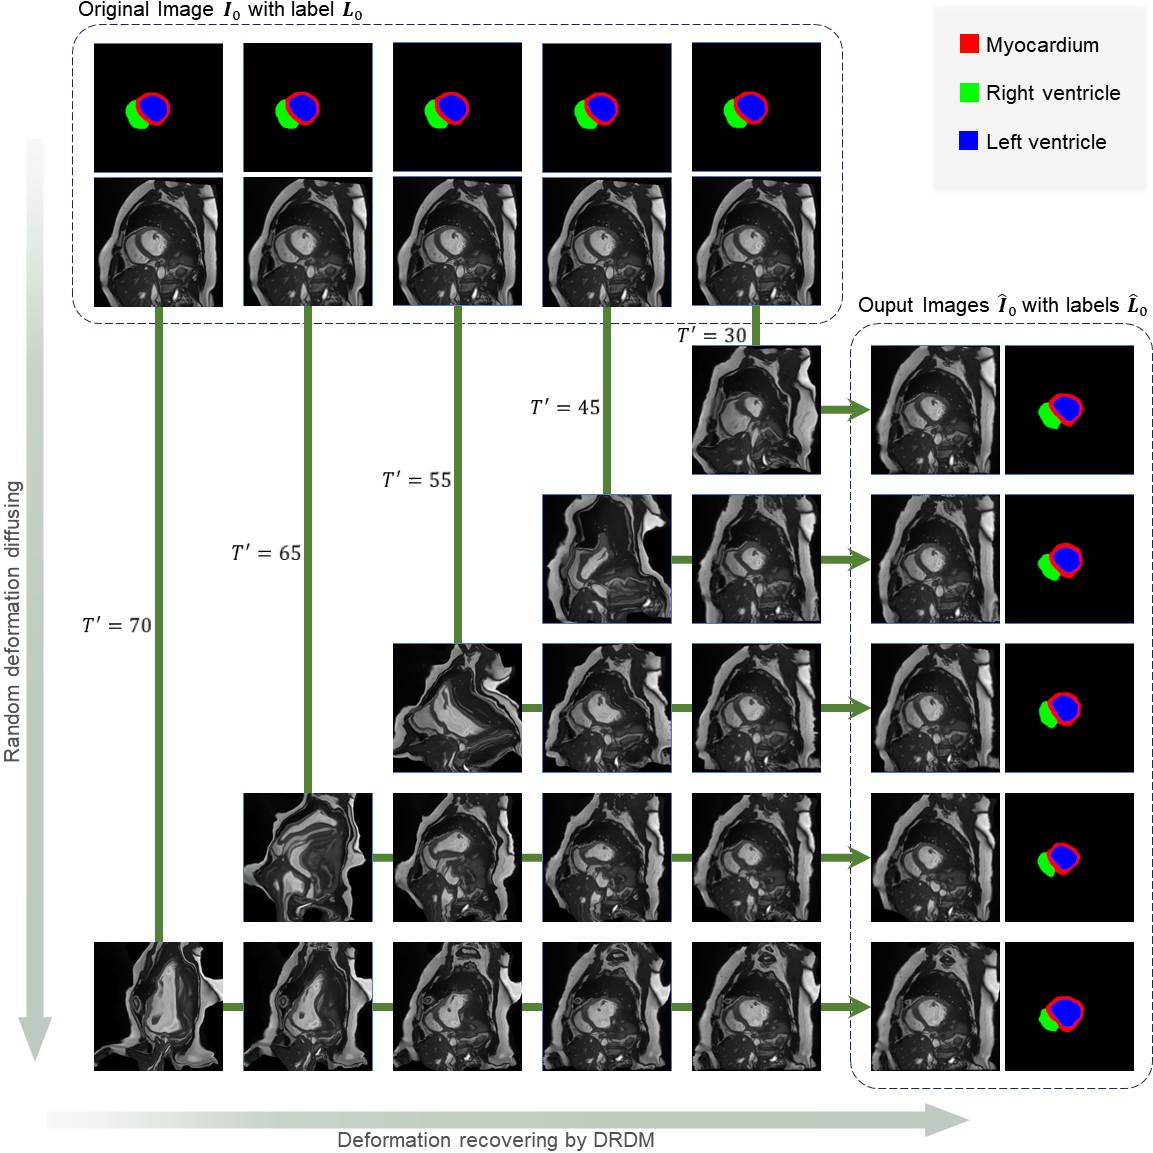 Original Image I₀ with label L₀
Myocardium
Right ventricle
Left ventricle
Ouput Images Î₀ with labels L̂₀
T′ = 30
T′ = 45
T′ = 55
T′ = 65
T′ = 70
Random deformation diffusing
Deformation recovering by DRDM